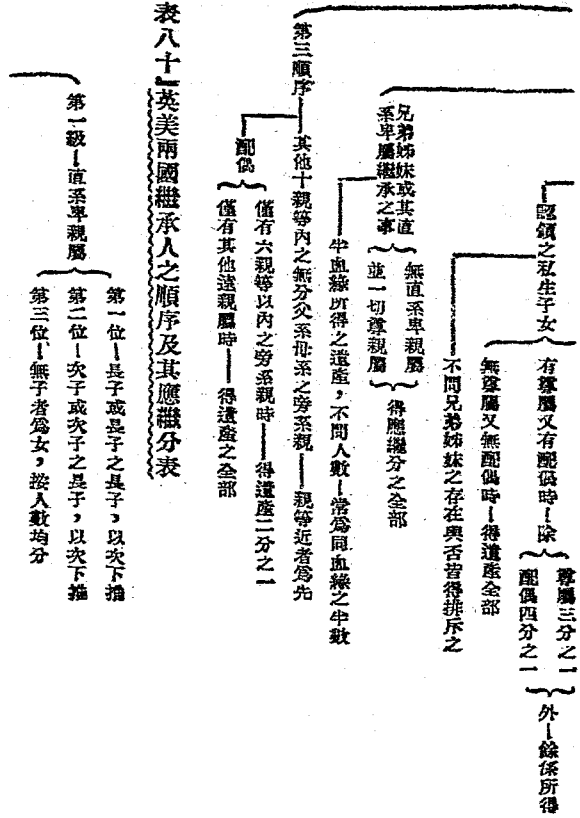 認領之私生子女
有尊屬又有配偶時
除
尊屬三分之一
配偶四分之一
外
餘係所得
無尊屬又無配偶時
得遺產全部
不問兄弟姊妹之存在與否皆得排斥之
兄弟姊妹或其直
系卑屬繼承之事
無直系卑親屬
並一切尊親屬
得應繼分之全部
半血緣所得之遺產,不問人數
常爲同血緣之半數
第三順序
其他十親等內之無分父系母系之旁系親
親等近者爲先
配偶
僅有六親等以內之旁系親時
得遺產二分之一
僅有其他遠親屬時
得遺產之全部
表八十』英美兩國繼承人之順序及其應繼分表
第一級
直系卑親屬
第一位
長子或長子之長子,以次下推
第二位
次子或次子之長子,以次下推
第三位
無子者爲女,按人數均分